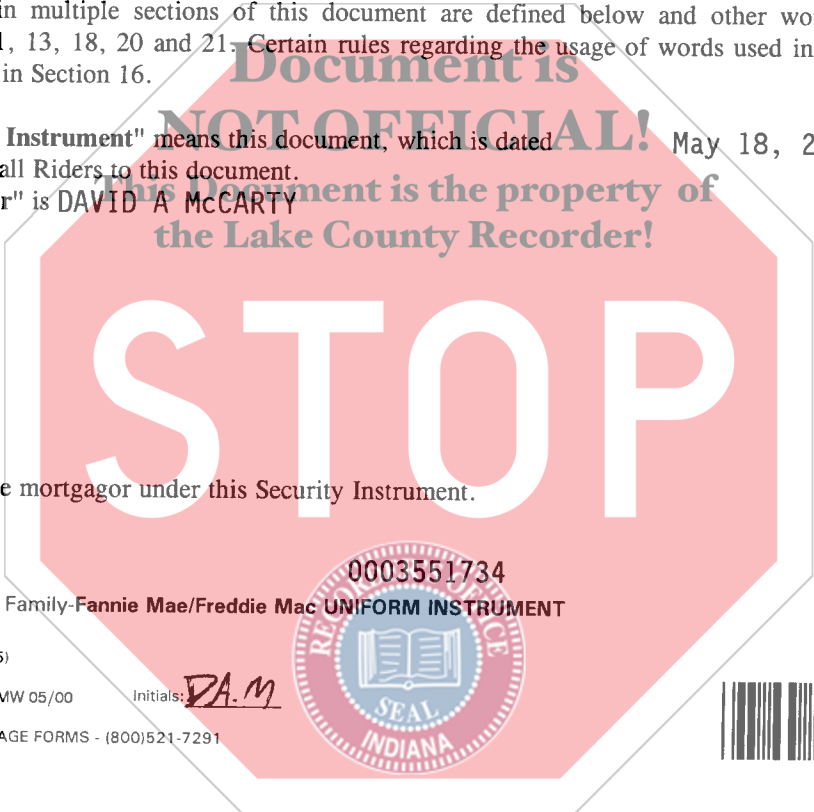 in multiple sections of this document are defined below and other wo
1, 13, 18, 20 and 21. Certain rules regarding the usage of words used in
in Section 16.
Document is
NOT OFFICIAL!
Instrument" means this document, which is dated May 18, 2
all Riders to this document.
This Document is the property of
r" is DAVID A McCARTY
the Lake County Recorder!
STOP
e mortgagor under this Security Instrument.
0003551734
Family-Fannie Mae/Freddie Mac UNIFORM INSTRUMENT
MW 05/00 Initials: D.A.M
AGE FORMS - (800)521-7291
SEAL
INDIANA